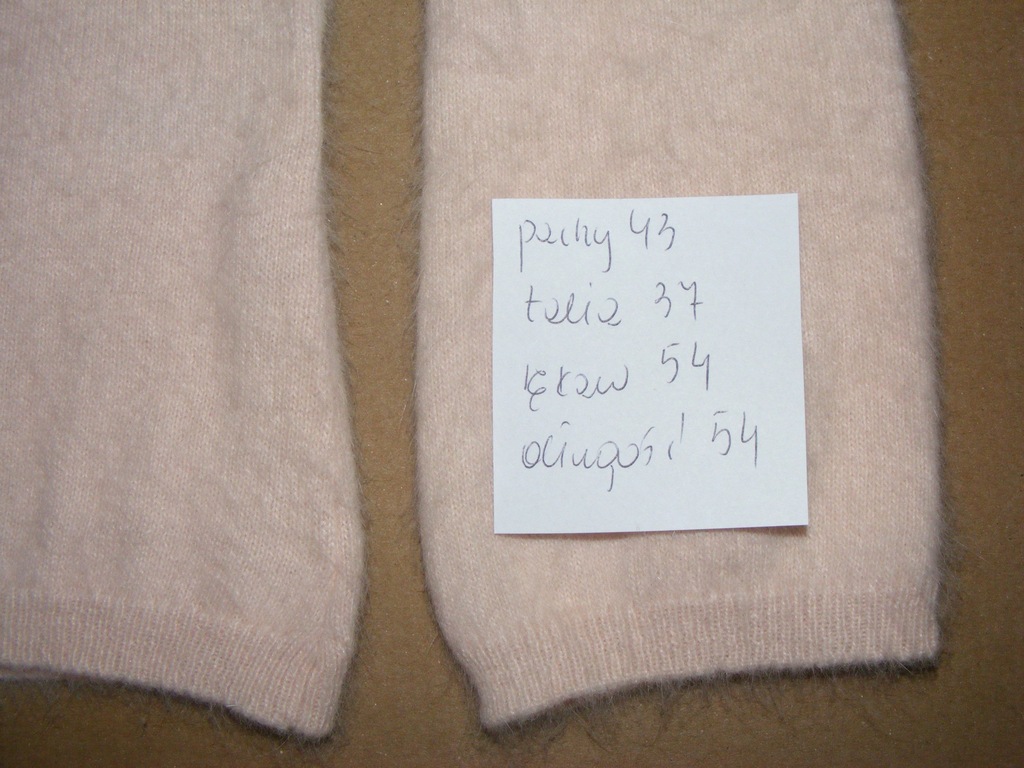 pachy 43
talia 37
rękaw 54
długość 54